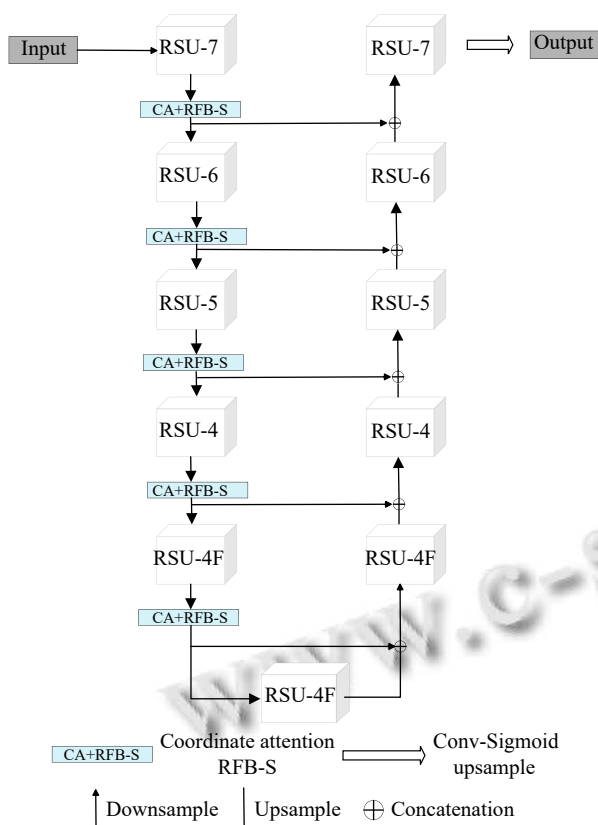 Input
RSU-7
RSU-7
Output
CA+RFB-S
RSU-6
RSU-6
CA+RFB-S
RSU-5
RSU-5
CA+RFB-S
RSU-4
RSU-4
CA+RFB-S
RSU-4F
RSU-4F
CA+RFB-S
RSU-4F
www.c-s
CA+RFB-S
Coordinate attention
RFB-S
Conv-Sigmoid
upsample
Downsample
Upsample
Concatenation